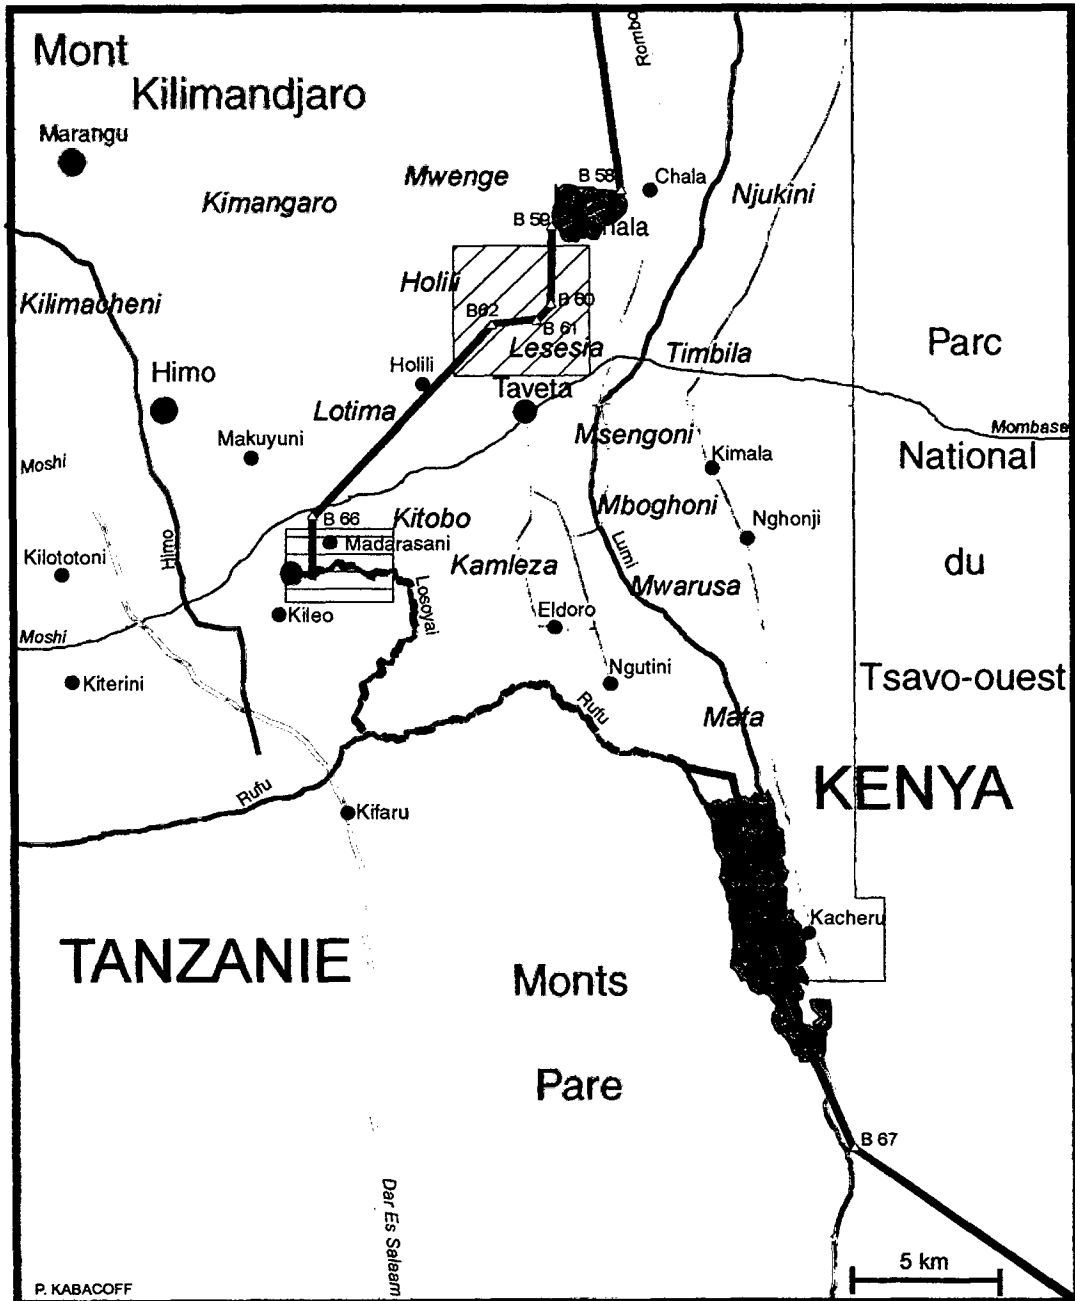 Mont
Kilimandjaro
Rombo
Marangu
Mwenge
B 58
Chala
Kimangaro
Njukini
B 59
Chala
Holili
Kilimacheni
B 60
B62
B 61
Lesesia
Timbila
Parc
Holili
Himo
Taveta
Lotima
Mombasa
Msengoni
Makuyuni
Moshi
Kimala
National
Mboghoni
B 66
Kitobo
Nghonji
Madarasani
Himo
Lumi
Kilototoni
Kamleza
du
Mwarusa
Losoyai
Kileo
Eldoro
Moshi
Kiterini
Ngutini
Tsavo-ouest
Rufu
Mata
Rufu
KENYA
Kifaru
Kacheru
TANZANIE
Monts
Pare
B 67
Dar Es Salaam
5 km
P. KABACOFF